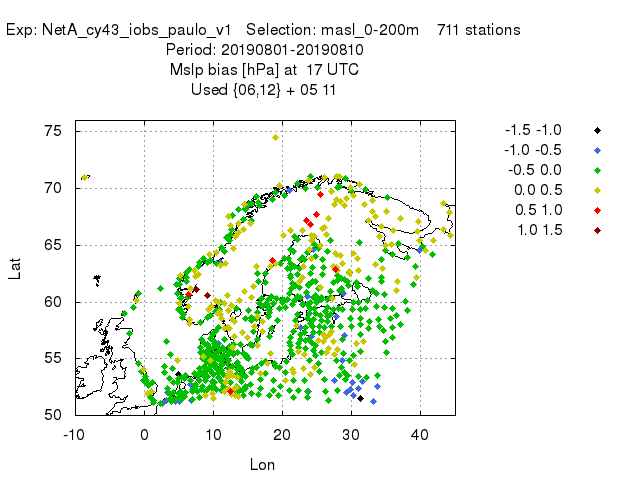 Exp: NetA_cy43_iobs_paulo_v1   Selection: masl_0-200m    711 stations
Period: 20190801-20190810
Mslp bias [hPa] at  17 UTC
Used {06,12} + 05 11
75
70
65
60
55
50
Lat
-10 0 10 20 30 40
Lon
-1.5 -1.0
-1.0 -0.5
-0.5 0.0
0.0 0.5
0.5 1.0
1.0 1.5